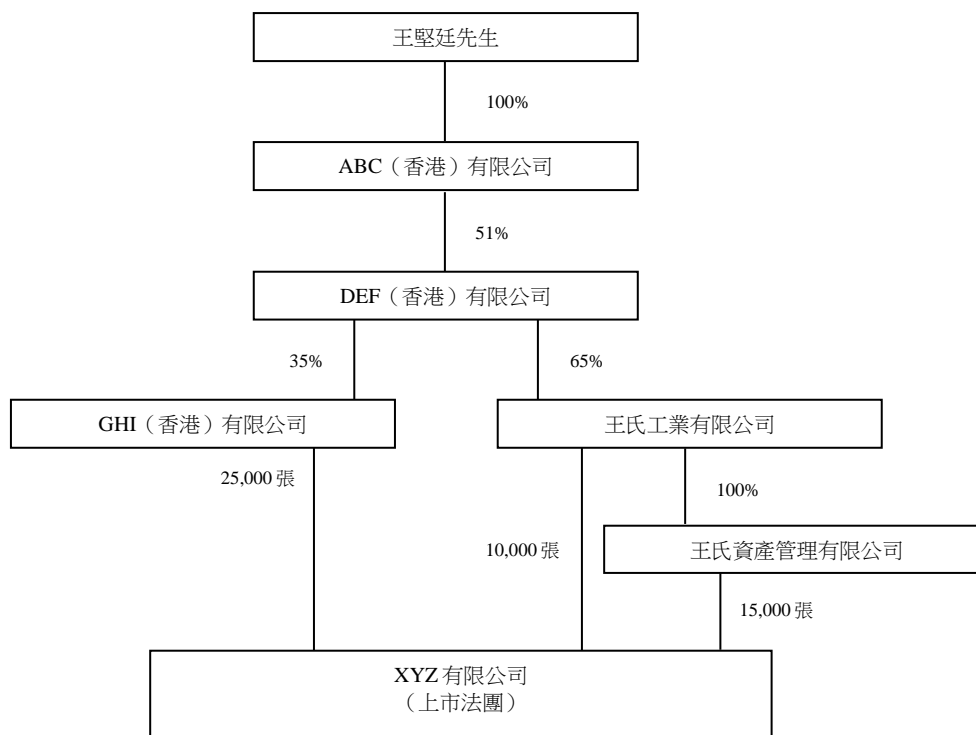 王堅廷先生
100%
ABC（香港）有限公司
51%
DEF（香港）有限公司
35%
65%
GHI（香港）有限公司
王氏工業有限公司
25,000 張
100%
10,000 張
王氏資產管理有限公司
15,000 張
XYZ 有限公司
（上市法團）